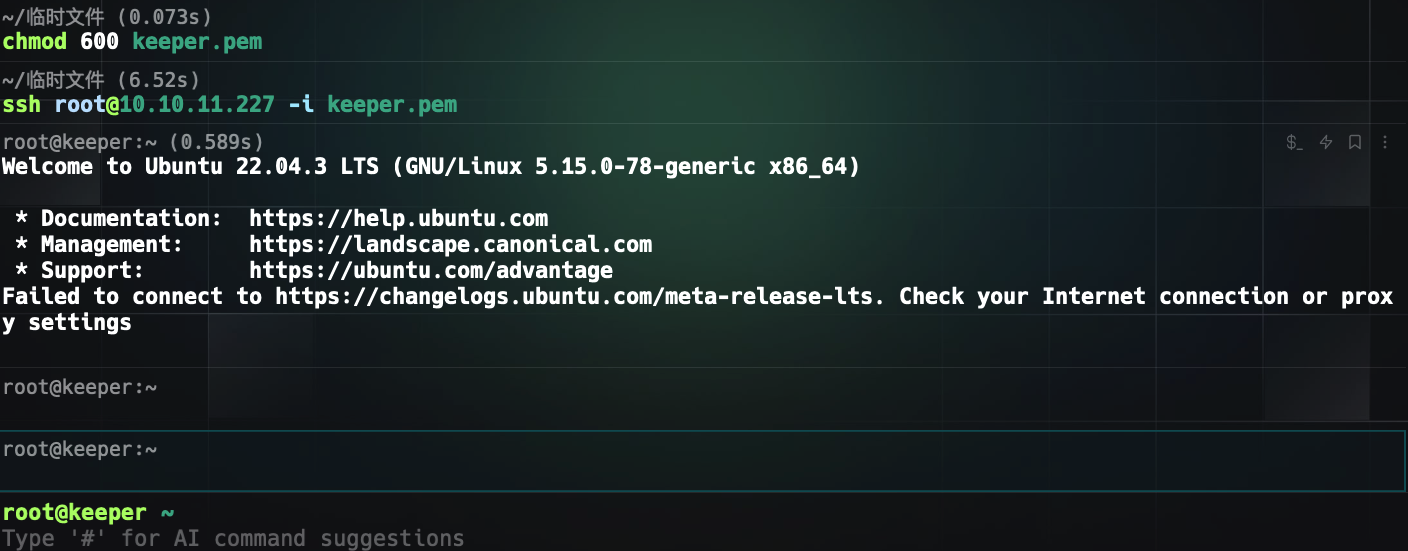 ~/临时文件 (0.073s)
chmod 600 keeper.pem
~/临时文件 (6.52s)
ssh root@10.10.11.227 -i keeper.pem
root@keeper:~ (0.589s)
$_
Welcome to Ubuntu 22.04.3 LTS (GNU/Linux 5.15.0-78-generic x86_64)
 * Documentation:  https://help.ubuntu.com
 * Management:     https://landscape.canonical.com
 * Support:        https://ubuntu.com/advantage
Failed to connect to https://changelogs.ubuntu.com/meta-release-lts. Check your Internet connection or prox
y settings
root@keeper:~
root@keeper:~
root@keeper ~
Type '#' for AI command suggestions